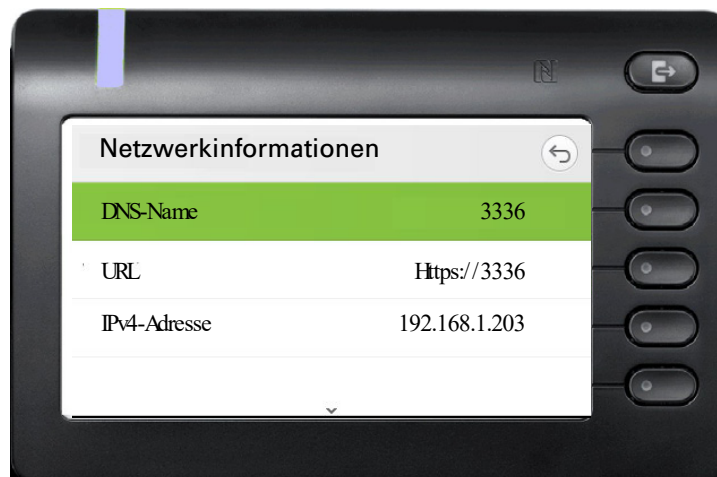 Netzwerkinformationen
DNS-Name 3336
URL Https://3336
IPv4-Adresse 192.168.1.203